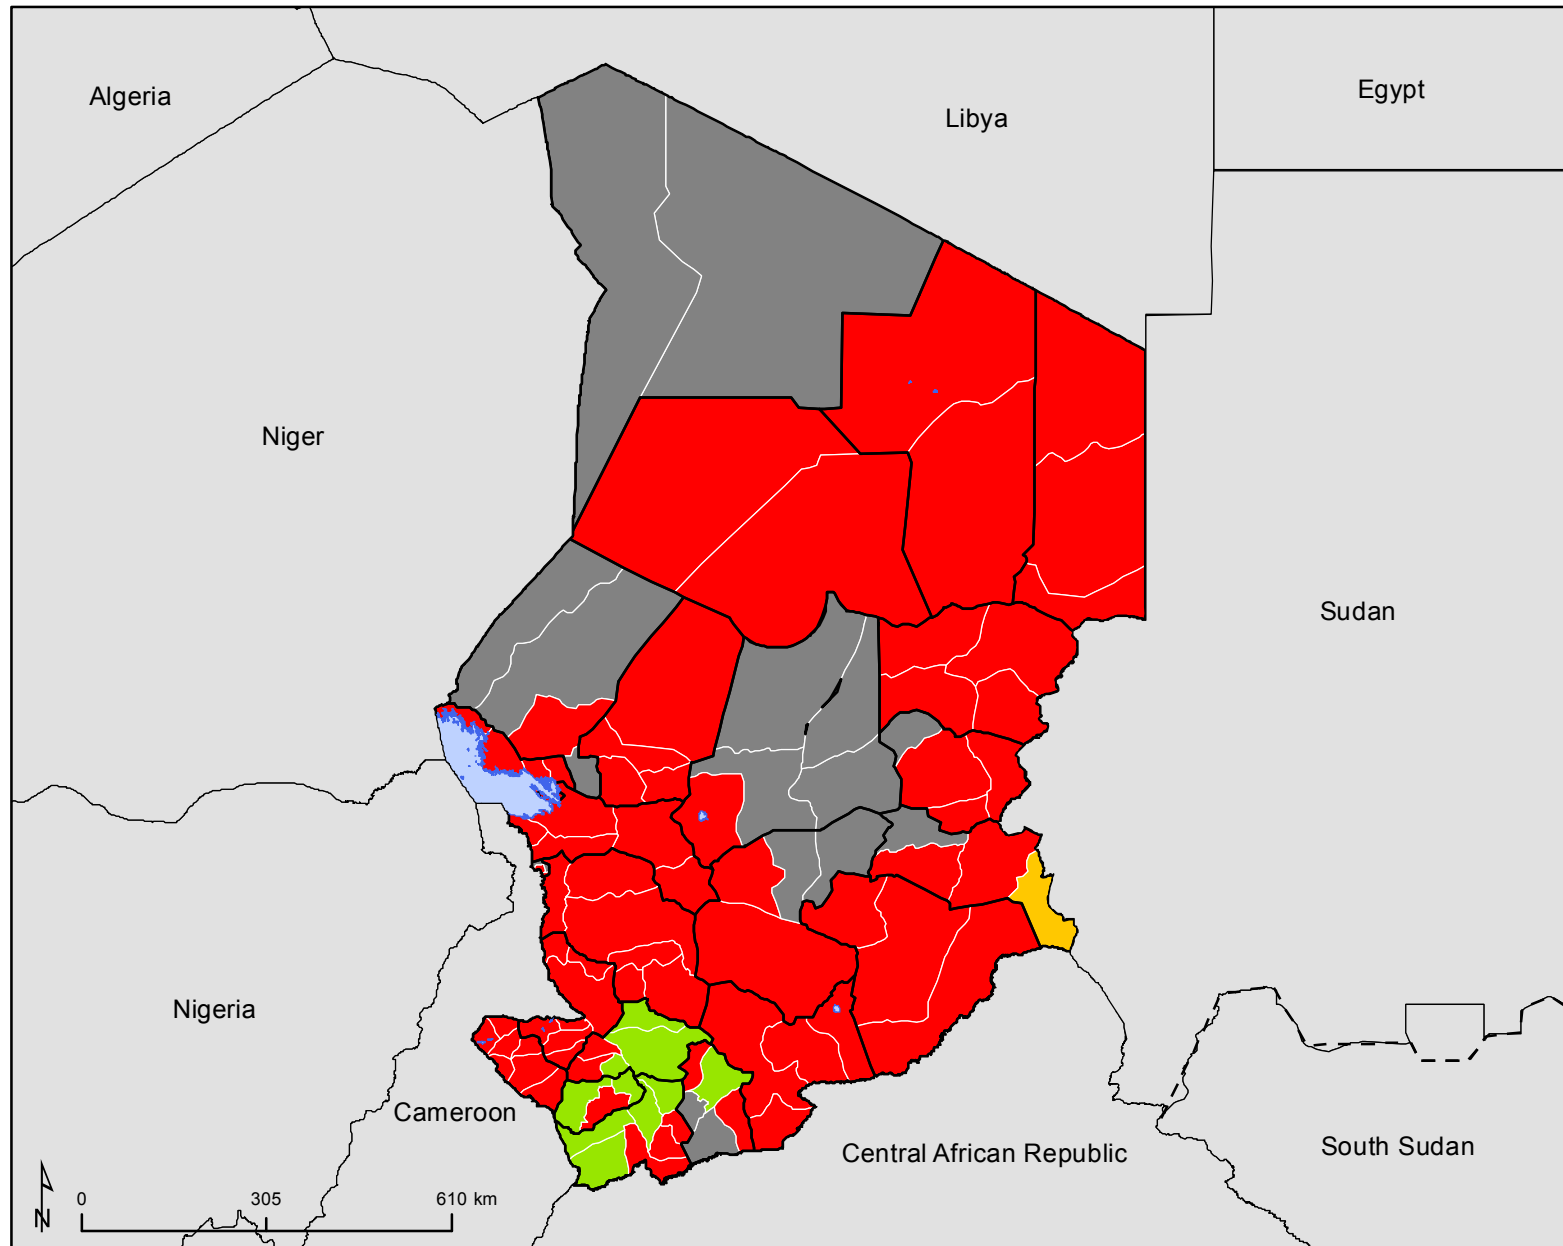 Algeria
Egypt
Libya
Niger
Sudan
Nigeria
Cameroon
Central African Republic
South Sudan
N
0 305 610 km